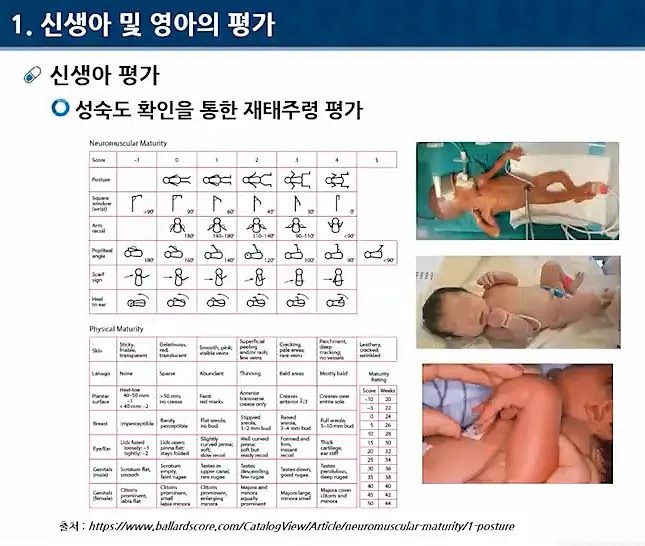 1. 신생아 및 영아의 평가
신생아 평가
성숙도 확인을 통한 재태주령 평가
Neuromuscular Maturity
Score -1 0 1 2 3 4 5
Posture
Square window (wrist) >90° 90° 60° 45° 30° 0°
Arm recoil 180° 140-180° 110-140° 90-110° <90°
Popliteal angle 180° 160° 140° 120° 100° 90° <90°
Scarf sign
Heel to ear
Physical Maturity
Skin Sticky, friable, transparent Gelatinous, red, translucent Smooth, pink, visible veins Superficial peeling and/or rash; few veins Cracking, pale areas; rare veins Parchment, deep cracking; no vessels Leathery, cracked, wrinkled
Lanugo None Sparse Abundant Thinning Bald areas Mostly bald
Plantar surface Heel-toe 40-50 mm: -1 <40 mm: -2 >50 mm, no crease Faint red marks Anterior transverse crease only Creases anterior 2/3 Creases over entire sole
Breast Imperceptible Barely perceptible Flat areola, no bud Stippled areola, 1-2 mm bud Raised areola, 3-4 mm bud Full areola, 5-10 mm bud
Eye/Ear Lids fused loosely: -1 tightly: -2 Lids open; pinna flat; stays folded Slightly curved pinna; soft; slow recoil Well curved pinna; soft but ready recoil Formed and firm, instant recoil Thick cartilage, ear stiff
Genitals (male) Scrotum flat, smooth Scrotum empty, faint rugae Testes in upper canal, rare rugae Testes descending, few rugae Testes down, good rugae Testes pendulous, deep rugae
Genitals (female) Clitoris prominent, labia flat Clitoris prominent, small labia minora Clitoris prominent, enlarging minora Majora and minora equally prominent Majora large, minora small Majora cover clitoris and minora
Maturity Rating
Score Weeks
-10 20
-5 22
0 24
5 26
10 28
15 30
20 32
25 34
30 36
35 38
40 40
45 42
50 44
출처 : https://www.ballardscore.com/CatalogView/Article/neuromuscular-maturity/1-posture